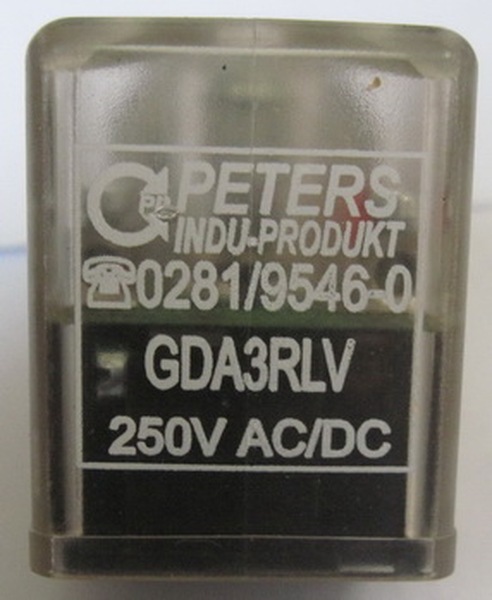 PETERS
INDU-PRODUKT
0281/9546-0
GDA3RLV
250V AC/DC